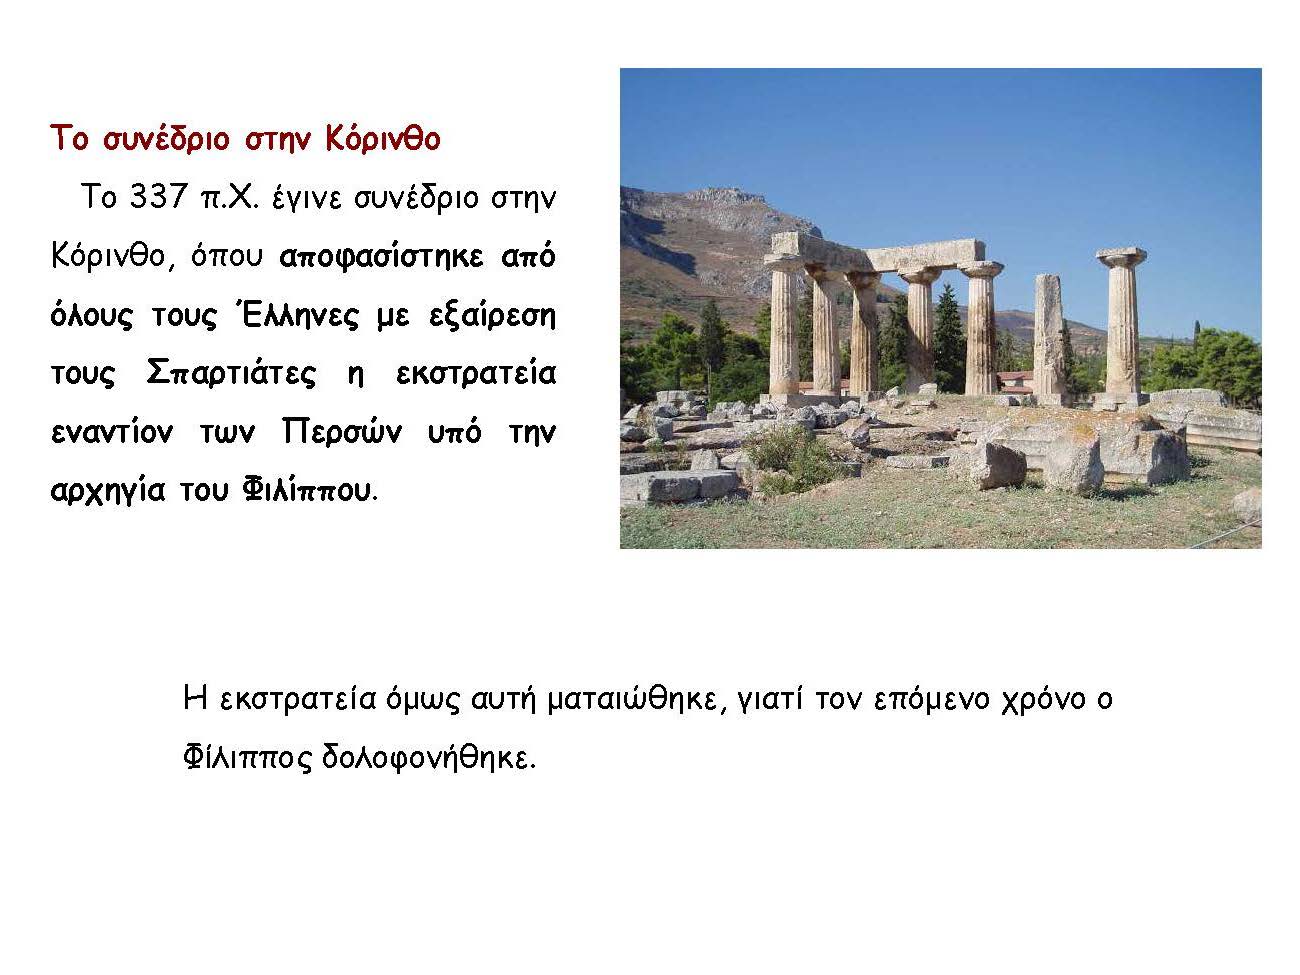 Το συνέδριο στην Κόρινθο
Το 337 π.Χ. έγινε συνέδριο στην
Κόρινθο, όπου αποφασίστηκε από
όλους τους Έλληνες με εξαίρεση
τους Σπαρτιάτες η εκστρατεία
εναντίον των Περσών υπό την
αρχηγία του Φιλίππου.
Η εκστρατεία όμως αυτή ματαιώθηκε, γιατί τον επόμενο χρόνο ο
Φίλιππος δολοφονήθηκε.